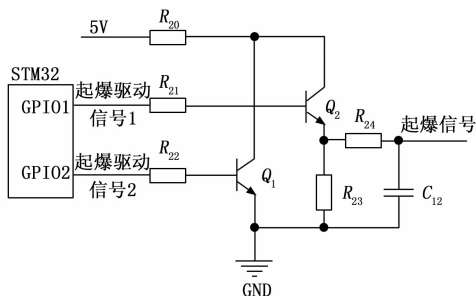 5V
R20
STM32
GPIO1
起爆驱动
信号1
R21
Q2
R24
起爆信号
GPIO2
起爆驱动
信号2
R22
Q1
R23
C12
GND